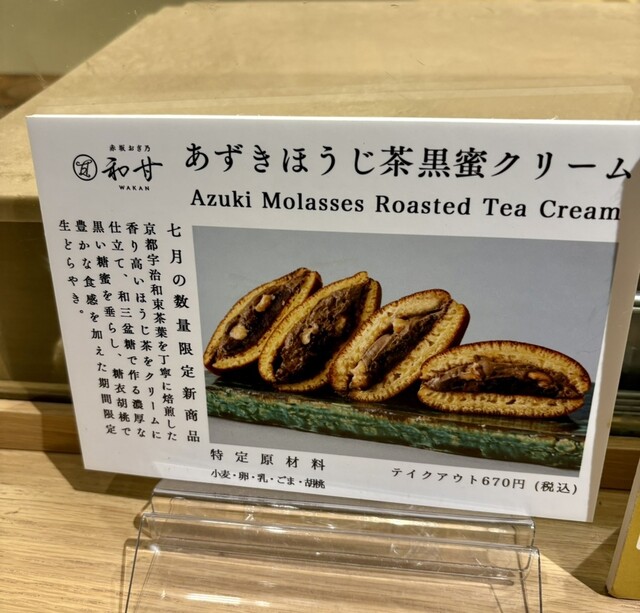 赤坂おぎ乃
和甘
WAKAN
あずきほうじ茶黒蜜クリーム
Azuki Molasses Roasted Tea Cream
七月の数量限定新商品
京都宇治和束茶葉を丁寧に焙煎した
香り高いほうじ茶をクリームに
仕立て、和三盆糖で作る濃厚な
黒い糖蜜を垂らし、糖衣胡桃で
豊かな食感を加えた期間限定
生どらやき。
特定原材料
小麦・卵・乳・ごま・胡桃
テイクアウト670円(税込)